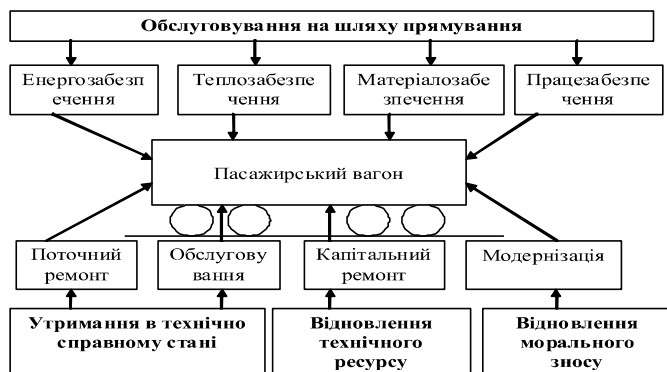 Обслуговування на шляху прямування
Енергозабезп
ечення
Теплозабезпе
чення
Матеріалозабе
зпечення
Працезабезпе
чення
Пасажирський вагон
Поточний
ремонт
Обслугову
вання
Капітальний
ремонт
Модернізація
Утримання в технічно
справному стані
Відновлення
технічного
ресурсу
Відновлення
морального
зносу